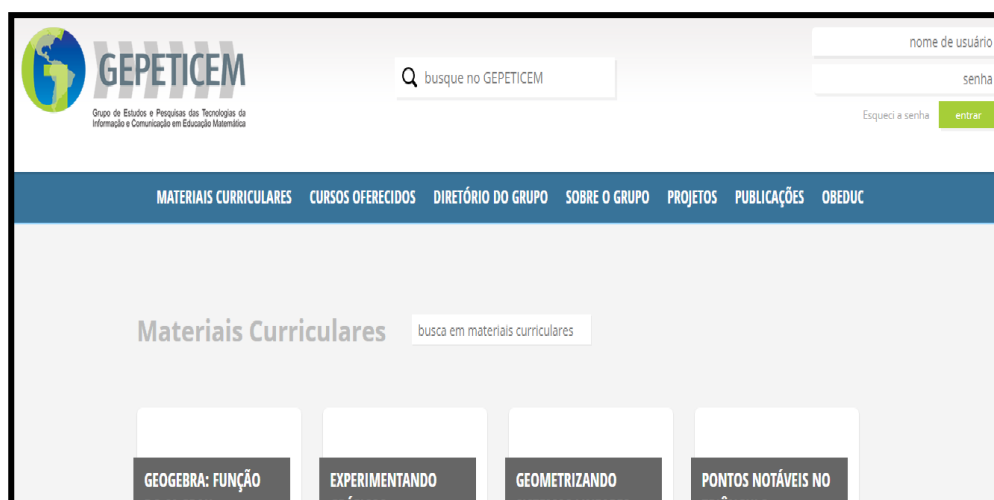 GEPETICEM
Grupo de Estudos e Pesquisas das Tecnologias da
Informação e Comunicação em Educação Matemática
busque no GEPETICEM
nome de usuário
senha
Esqueci a senha
entrar
MATERIAIS CURRICULARES CURSOS OFERECIDOS DIRETÓRIO DO GRUPO SOBRE O GRUPO PROJETOS PUBLICAÇÕES OBEDUC
Materiais Curriculares
busca em materiais curriculares
GEOGEBRA: FUNÇÃO
EXPERIMENTANDO
GEOMETRIZANDO
PONTOS NOTÁVEIS NO